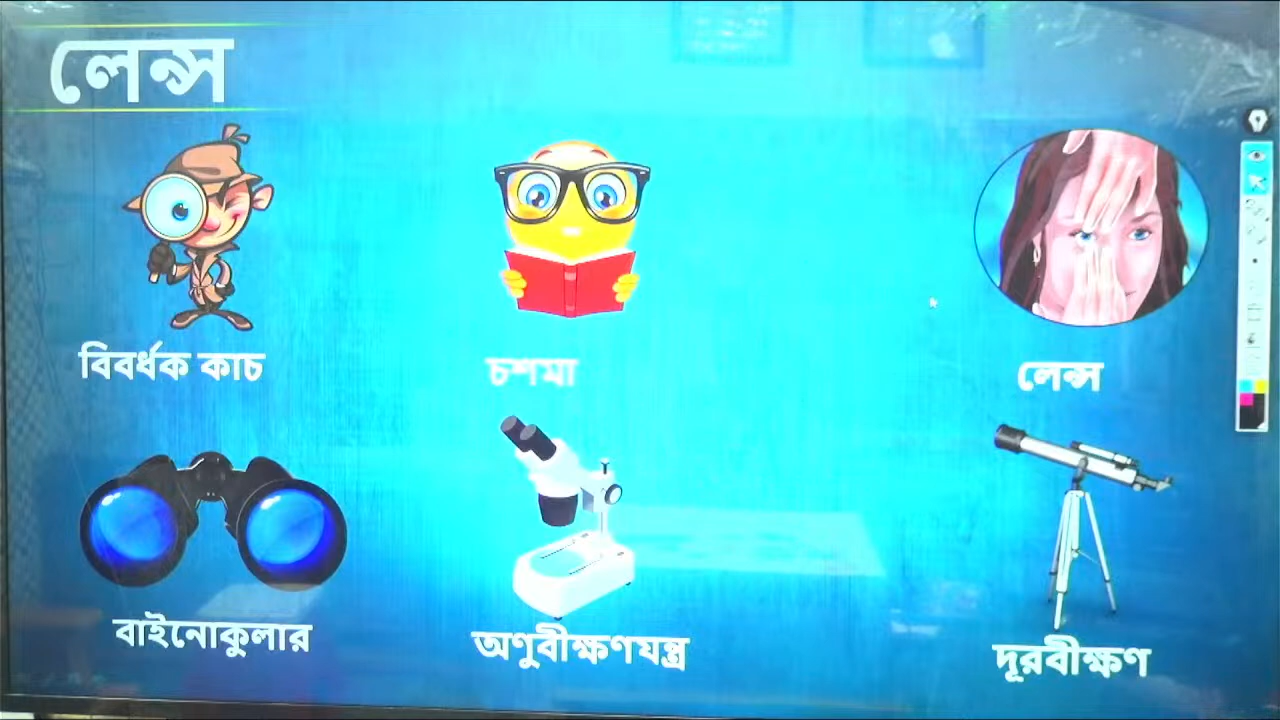 লেন্স
বিবর্ধক কাচ
চশমা
লেন্স
বাইনোকুলার
অণুবীক্ষণযন্ত্র
দূরবীক্ষণ